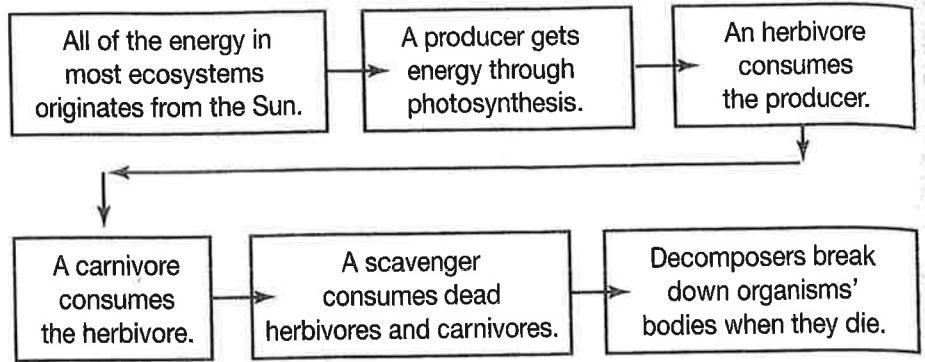 All of the energy in
most ecosystems
originates from the Sun.
A producer gets
energy through
photosynthesis.
An herbivore
consumes
the producer.
A carnivore
consumes
the herbivore.
A scavenger
consumes dead
herbivores and carnivores.
Decomposers break
down organisms'
bodies when they die.